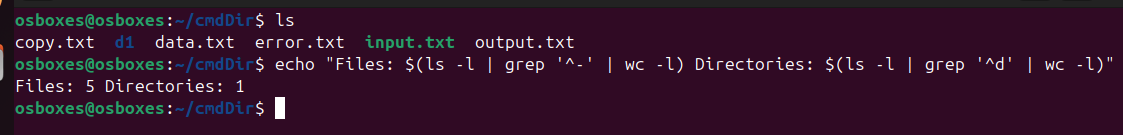 osboxes@osboxes:~/cmdDir$ ls
copy.txt  d1  data.txt  error.txt  input.txt  output.txt
osboxes@osboxes:~/cmdDir$ echo "Files: $(ls -l | grep '^-' | wc -l) Directories: $(ls -l | grep '^d' | wc -l)"
Files: 5 Directories: 1
osboxes@osboxes:~/cmdDir$